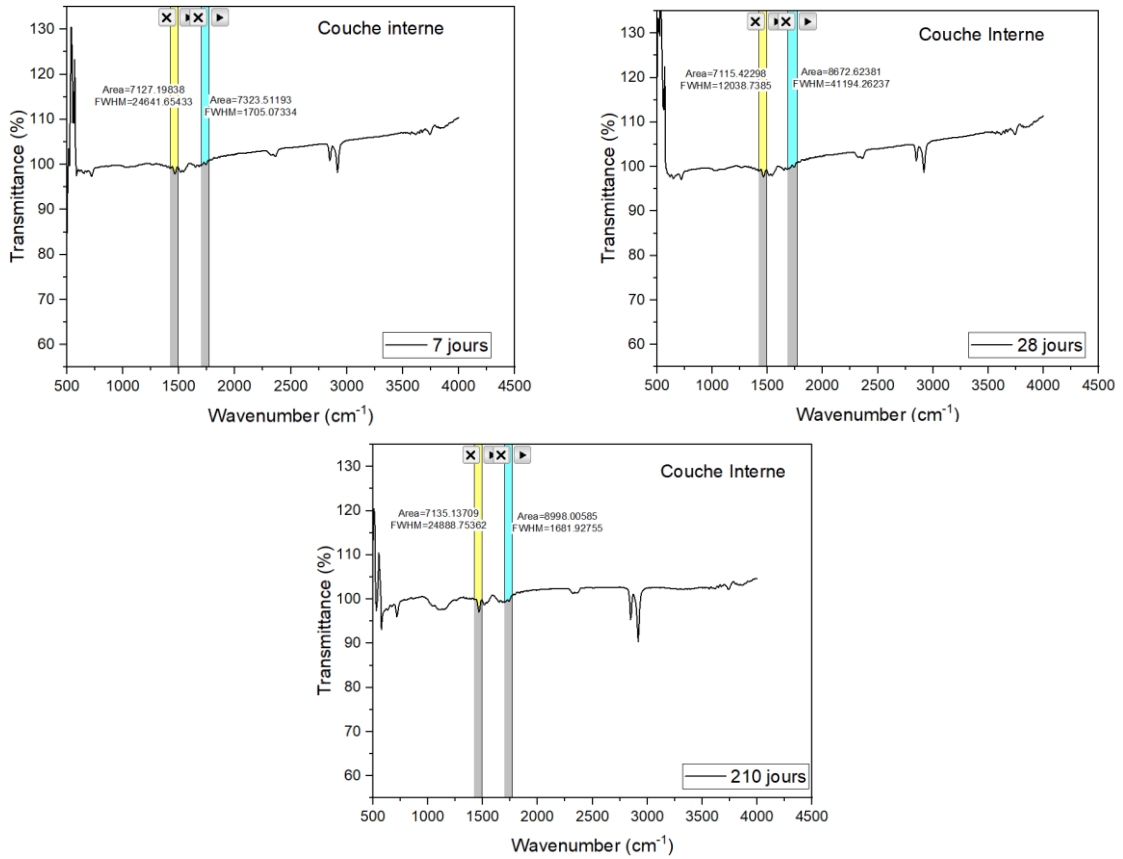 Couche interne
Area=7127.19838
FWHM=24641.65433
Area=7323.51193
FWHM=1705.07334
130
120
110
100
90
80
70
60
Transmittance (%)
7 jours
500 1000 1500 2000 2500 3000 3500 4000 4500
Wavenumber (cm-1)
Couche Interne
Area=7115.42298
FWHM=12038.7385
Area=8672.62381
FWHM=41194.26237
130
120
110
100
90
80
70
60
Transmittance (%)
28 jours
500 1000 1500 2000 2500 3000 3500 4000 4500
Wavenumber (cm-1)
Couche Interne
Area=7135.13709
FWHM=24888.75362
Area=8998.00585
FWHM=1681.92755
130
120
110
100
90
80
70
60
Transmittance (%)
210 jours
500 1000 1500 2000 2500 3000 3500 4000 4500
Wavenumber (cm-1)